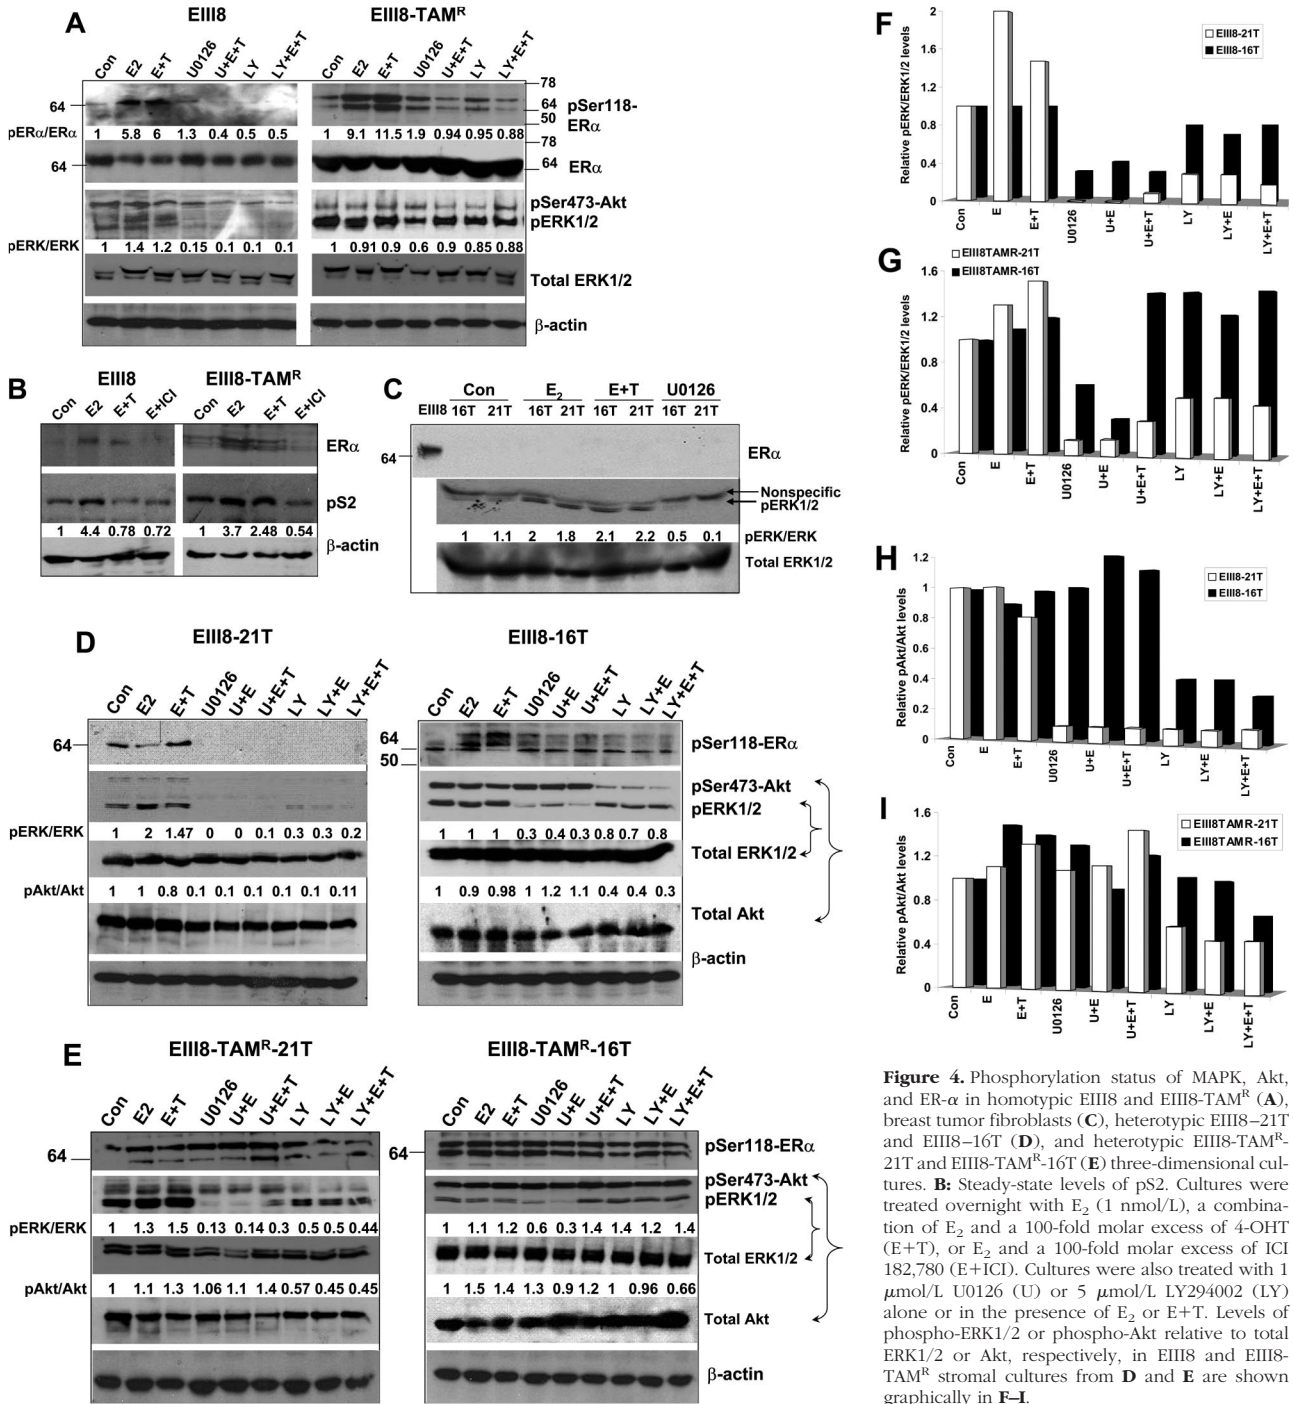 A
EIII8
EIII8-TAMR
Con E2 E+T U0126 U+E+T LY LY+E+T
Con E2 E+T U0126 U+E+T LY LY+E+T
64
78
64
50
pSer118-
ERα
pERα/ERα 1 5.8 6 1.3 0.4 0.5 0.5
1 9.1 11.5 1.9 0.94 0.95 0.88
64
78
64
ERα
pSer473-Akt
pERK1/2
pERK/ERK 1 1.4 1.2 0.15 0.1 0.1 0.1
1 0.91 0.9 0.6 0.9 0.85 0.88
Total ERK1/2
β-actin
B
EIII8
EIII8-TAMR
Con E2 E+T E+ICI
Con E2 E+T E+ICI
ERα
pS2
1 4.4 0.78 0.72
1 3.7 2.48 0.54
β-actin
C
Con E2 E+T U0126
EIII8 16T 21T 16T 21T 16T 21T 16T 21T
64
ERα
Nonspecific
pERK1/2
1 1.1 2 1.8 2.1 2.2 0.5 0.1
pERK/ERK
Total ERK1/2
D
EIII8-21T
EIII8-16T
Con E2 E+T U0126 U+E U+E+T LY LY+E LY+E+T
Con E2 E+T U0126 U+E U+E+T LY LY+E LY+E+T
64
64
50
pSer118-ERα
pSer473-Akt
pERK1/2
pERK/ERK 1 2 1.47 0 0 0.1 0.3 0.3 0.2
1 1 1 0.3 0.4 0.3 0.8 0.7 0.8
Total ERK1/2
pAkt/Akt 1 1 0.8 0.1 0.1 0.1 0.1 0.1 0.11
1 0.9 0.98 1 1.2 1.1 0.4 0.4 0.3
Total Akt
β-actin
E
EIII8-TAMR-21T
EIII8-TAMR-16T
Con E2 E+T U0126 U+E U+E+T LY LY+E LY+E+T
Con E2 E+T U0126 U+E U+E+T LY LY+E LY+E+T
64
64
pSer118-ERα
pSer473-Akt
pERK1/2
pERK/ERK 1 1.3 1.5 0.13 0.14 0.3 0.5 0.5 0.44
1 1.1 1.2 0.6 0.3 1.4 1.4 1.2 1.4
Total ERK1/2
pAkt/Akt 1 1.1 1.3 1.06 1.1 1.4 0.57 0.45 0.45
1 1.5 1.4 1.3 0.9 1.2 1 0.96 0.66
Total Akt
β-actin
F
EIII8-21T
EIII8-16T
Relative pERK/ERK1/2 levels
2
1.6
1.2
0.8
0.4
0
Con E E+T U0126 U+E U+E+T LY LY+E LY+E+T
G
EIII8TAMR-21T
EIII8TAMR-16T
Relative pERK/ERK1/2 levels
1.6
1.2
0.8
0.4
0
Con E E+T U0126 U+E U+E+T LY LY+E LY+E+T
H
EIII8-21T
EIII8-16T
Relative pAkt/Akt levels
1.2
1
0.8
0.6
0.4
0.2
0
Con E E+T U0126 U+E U+E+T LY LY+E LY+E+T
I
EIII8TAMR-21T
EIII8TAMR-16T
Relative pAkt/Akt levels
1.6
1.2
0.8
0.4
0
Con E E+T U0126 U+E U+E+T LY LY+E LY+E+T
Figure 4. Phosphorylation status of MAPK, Akt,
and ER-α in homotypic EIII8 and EIII8-TAMR (A),
breast tumor fibroblasts (C), heterotypic EIII8–21T
and EIII8–16T (D), and heterotypic EIII8-TAMR-
21T and EIII8-TAMR-16T (E) three-dimensional cul-
tures. B: Steady-state levels of pS2. Cultures were
treated overnight with E2 (1 nmol/L), a combina-
tion of E2 and a 100-fold molar excess of 4-OHT
(E+T), or E2 and a 100-fold molar excess of ICI
182,780 (E+ICI). Cultures were also treated with 1
μmol/L U0126 (U) or 5 μmol/L LY294002 (LY)
alone or in the presence of E2 or E+T. Levels of
phospho-ERK1/2 or phospho-Akt relative to total
ERK1/2 or Akt, respectively, in EIII8 and EIII8-
TAMR stromal cultures from D and E are shown
graphically in F–I.